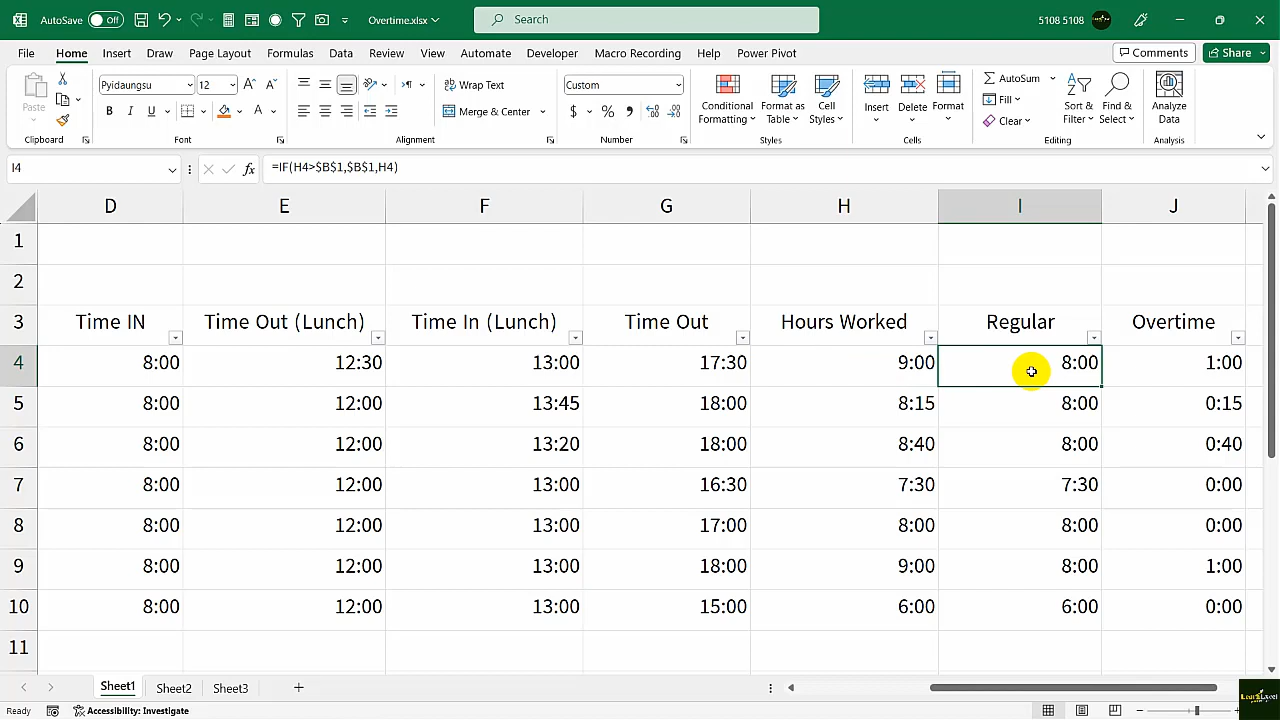 AutoSave Off Overtime.xlsx Search 5108 5108
File Home Insert Draw Page Layout Formulas Data Review View Automate Developer Macro Recording Help Power Pivot Comments Share
Paste Pyidaungsu 12 Wrap Text Custom Conditional Formatting Format as Table Cell Styles Insert Delete Format AutoSum Sort & Filter Find & Select Analyze Data
B I U Merge & Center $ % Fill
Clear
Clipboard Font Alignment Number Styles Cells Editing Analysis
I4 fx =IF(H4>$B$1,$B$1,H4)
D E F G H I J
1
2
3 Time IN Time Out (Lunch) Time In (Lunch) Time Out Hours Worked Regular Overtime
4 8:00 12:30 13:00 17:30 9:00 8:00 1:00
5 8:00 12:00 13:45 18:00 8:15 8:00 0:15
6 8:00 12:00 13:20 18:00 8:40 8:00 0:40
7 8:00 12:00 13:00 16:30 7:30 7:30 0:00
8 8:00 12:00 13:00 17:00 8:00 8:00 0:00
9 8:00 12:00 13:00 18:00 9:00 8:00 1:00
10 8:00 12:00 13:00 15:00 6:00 6:00 0:00
11
Sheet1 Sheet2 Sheet3
Ready Accessibility: Investigate